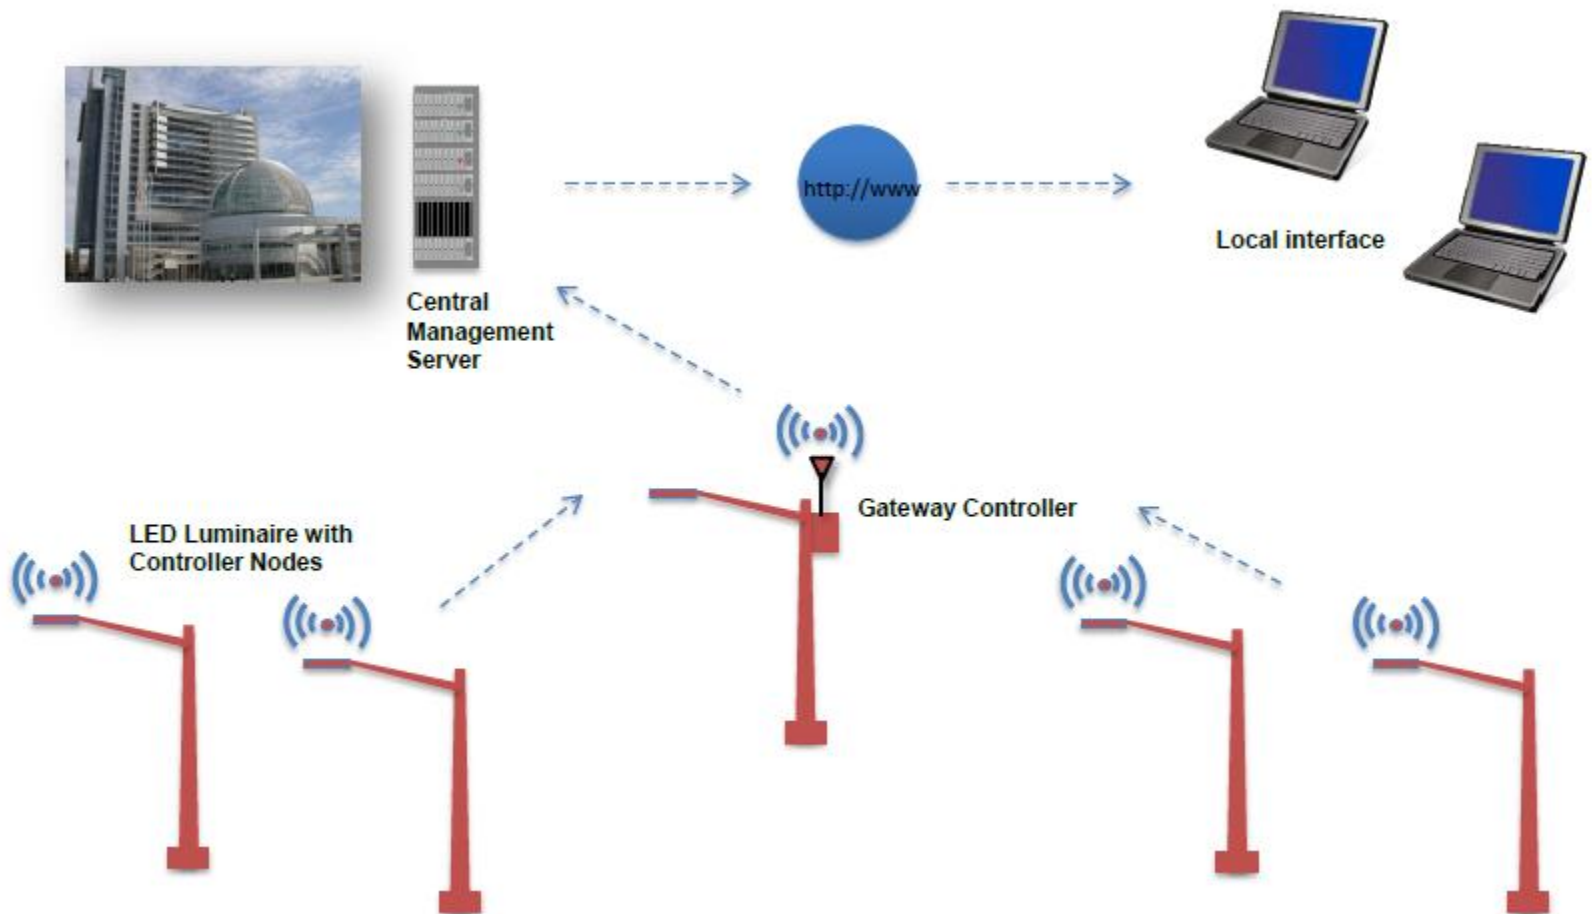 http://www
Local interface
Central
Management
Server
Gateway Controller
LED Luminaire with
Controller Nodes